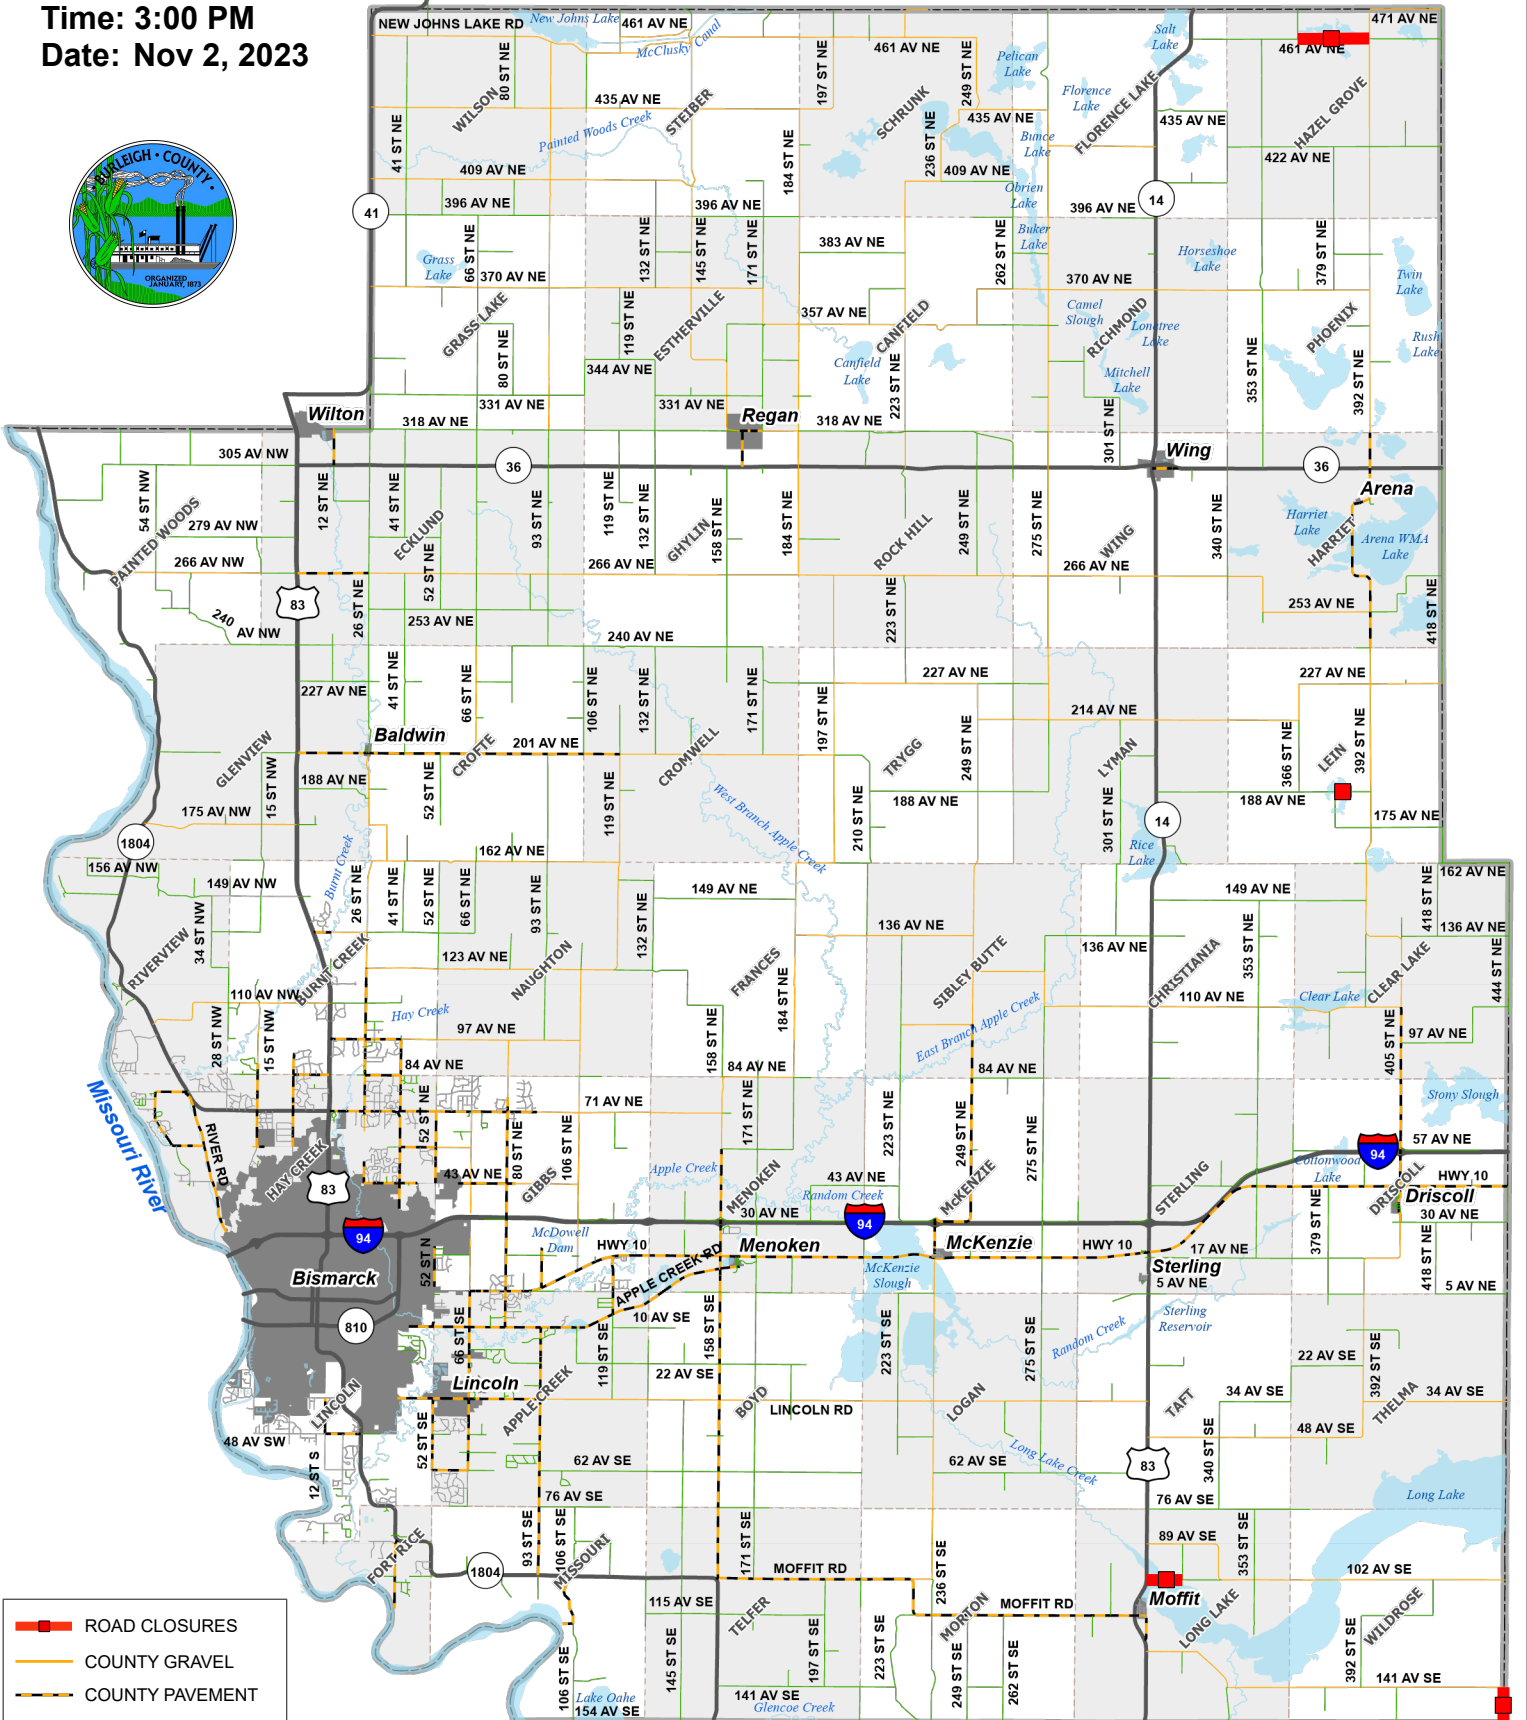 Time: 3:00 PM
Date: Nov 2, 2023
BURLEIGH • COUNTY •
ORGANIZED
JANUARY, 1873
NEW JOHNS LAKE RD
New Johns Lake
461 AV NE
McClusky Canal
461 AV NE
471 AV NE
461 AV NE
Salt
Lake
Pelican
Lake
Florence
Lake
80 ST NE
197 ST NE
249 ST NE
WILSON
STEIBER
SCHRUNK
FLORENCE LAKE
HAZEL GROVE
435 AV NE
435 AV NE
435 AV NE
Painted Woods Creek
41 ST NE
184 ST NE
236 ST NE
Bunce
Lake
422 AV NE
409 AV NE
409 AV NE
Obrien
Lake
396 AV NE
396 AV NE
396 AV NE
41
14
Buker
Lake
383 AV NE
66 ST NE
132 ST NE
145 ST NE
171 ST NE
262 ST NE
379 ST NE
Grass
Lake
Horseshoe
Lake
Twin
Lake
370 AV NE
370 AV NE
357 AV NE
Camel
Slough
Lonetree
Lake
GRASS LAKE
119 ST NE
ESTHERVILLE
CANFIELD
RICHMOND
PHOENIX
Rush
Lake
80 ST NE
344 AV NE
Canfield
Lake
223 ST NE
Mitchell
Lake
353 ST NE
392 ST NE
331 AV NE
331 AV NE
Wilton
318 AV NE
Regan
318 AV NE
301 ST NE
Wing
305 AV NW
36
36
Arena
54 ST NW
PAINTED WOODS
279 AV NW
266 AV NW
12 ST NE
41 ST NE
ECKLUND
52 ST NE
93 ST NE
119 ST NE
132 ST NE
GHYLIN
158 ST NE
184 ST NE
ROCK HILL
249 ST NE
275 ST NE
WING
340 ST NE
Harriet
Lake
HARRIET
Arena WMA
Lake
266 AV NE
266 AV NE
83
26 ST NE
253 AV NE
223 ST NE
253 AV NE
418 ST NE
240
AV NW
240 AV NE
227 AV NE
41 ST NE
66 ST NE
106 ST NE
132 ST NE
171 ST NE
197 ST NE
227 AV NE
227 AV NE
214 AV NE
GLENVIEW
Baldwin
CROFTE
201 AV NE
CROMWELL
TRYGG
249 ST NE
LYMAN
366 ST NE
LEIN
392 ST NE
15 ST NW
188 AV NE
52 ST NE
119 ST NE
188 AV NE
188 AV NE
175 AV NW
West Branch Apple Creek
210 ST NE
301 ST NE
14
175 AV NE
1804
Burnt Creek
162 AV NE
Rice
Lake
156 AV NW
149 AV NW
26 ST NE
41 ST NE
52 ST NE
66 ST NE
93 ST NE
149 AV NE
149 AV NE
418 ST NE
162 AV NE
34 ST NW
132 ST NE
136 AV NE
136 AV NE
353 ST NE
136 AV NE
RIVERVIEW
BURNT CREEK
123 AV NE
NAUGHTON
FRANCES
SIBLEY BUTTE
CHRISTIANIA
CLEAR LAKE
444 ST NE
110 AV NW
184 ST NE
110 AV NE
Clear Lake
Hay Creek
28 ST NW
15 ST NW
97 AV NE
158 ST NE
East Branch Apple Creek
405 ST NE
97 AV NE
84 AV NE
84 AV NE
84 AV NE
Missouri River
71 AV NE
Stony Slough
52 ST NE
80 ST NE
106 ST NE
171 ST NE
223 ST NE
249 ST NE
275 ST NE
57 AV NE
94
RIVER RD
HAY CREEK
43 AV NE
GIBBS
Apple Creek
MENOKEN
43 AV NE
Random Creek
McKENZIE
STERLING
Cottonwood
Lake
HWY 10
DRISCOLL
Driscoll
83
94
30 AV NE
94
30 AV NE
McDowell
Dam
HWY 10
Menoken
McKenzie
HWY 10
17 AV NE
379 ST NE
418 ST NE
Bismarck
52 ST N
APPLE CREEK RD
McKenzie
Slough
Sterling
5 AV NE
5 AV NE
810
66 ST SE
10 AV SE
119 ST SE
158 ST SE
223 ST SE
275 ST SE
Random Creek
Sterling
Reservoir
22 AV SE
22 AV SE
392 ST SE
Lincoln
LINCOLN
APPLE CREEK
BOYD
LINCOLN RD
LOGAN
TAFT
34 AV SE
34 AV SE
THELMA
48 AV SW
48 AV SE
12 ST S
52 ST SE
62 AV SE
62 AV SE
Long Lake Creek
83
340 ST SE
76 AV SE
76 AV SE
Long Lake
FORT RICE
93 ST SE
106 ST SE
MISSOURI
171 ST SE
89 AV SE
353 ST SE
1804
MOFFIT RD
236 ST SE
102 AV SE
Moffit
115 AV SE
TELFER
MOFFIT RD
MORTON
LONG LAKE
WILDROSE
106 ST SE
145 ST SE
197 ST SE
223 ST SE
249 ST SE
262 ST SE
392 ST SE
141 AV SE
141 AV SE
Lake Oahe
154 AV SE
Glencoe Creek
ROAD CLOSURES
COUNTY GRAVEL
COUNTY PAVEMENT